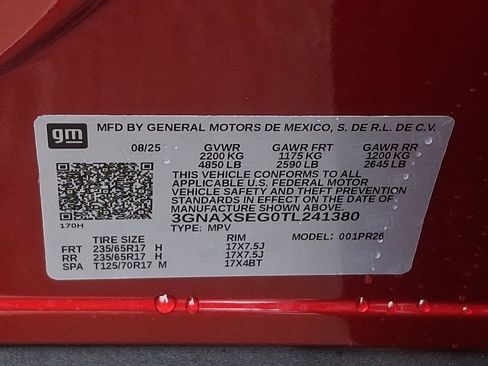 gm
MFD BY GENERAL MOTORS DE MEXICO, S. DE R.L. DE C.V.
08/25 GVWR GAWR FRT GAWR RR
2200 KG 1175 KG 1200 KG
4850 LB 2590 LB 2645 LB
THIS VEHICLE CONFORMS TO ALL
APPLICABLE U.S. FEDERAL MOTOR
VEHICLE SAFETY AND THEFT PREVENTION
STANDARDS IN EFFECT ON THE DATE OF
MANUFACTURE SHOWN ABOVE.
3GNAXSEG0TL241380
170H TYPE: MPV MODEL: 001PR26
TIRE SIZE RIM
FRT 235/65R17 H 17X7.5J
RR 235/65R17 H 17X7.5J
SPA T125/70R17 M 17X4BT